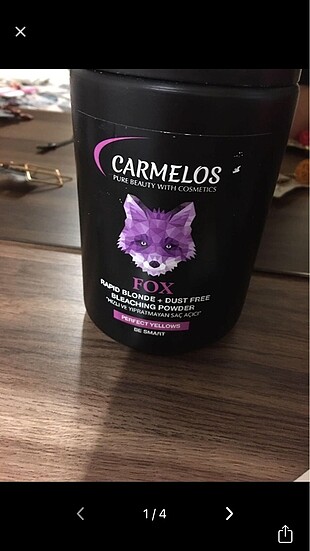 CARMELOS
PURE BEAUTY WITH COSMETICS
FOX
RAPID BLONDE + DUST FREE
BLEACHING POWDER
"HIZLI VE YIPRATMAYAN SAÇ AÇICI"
PERFECT YELLOWS
BE SMART
1/4